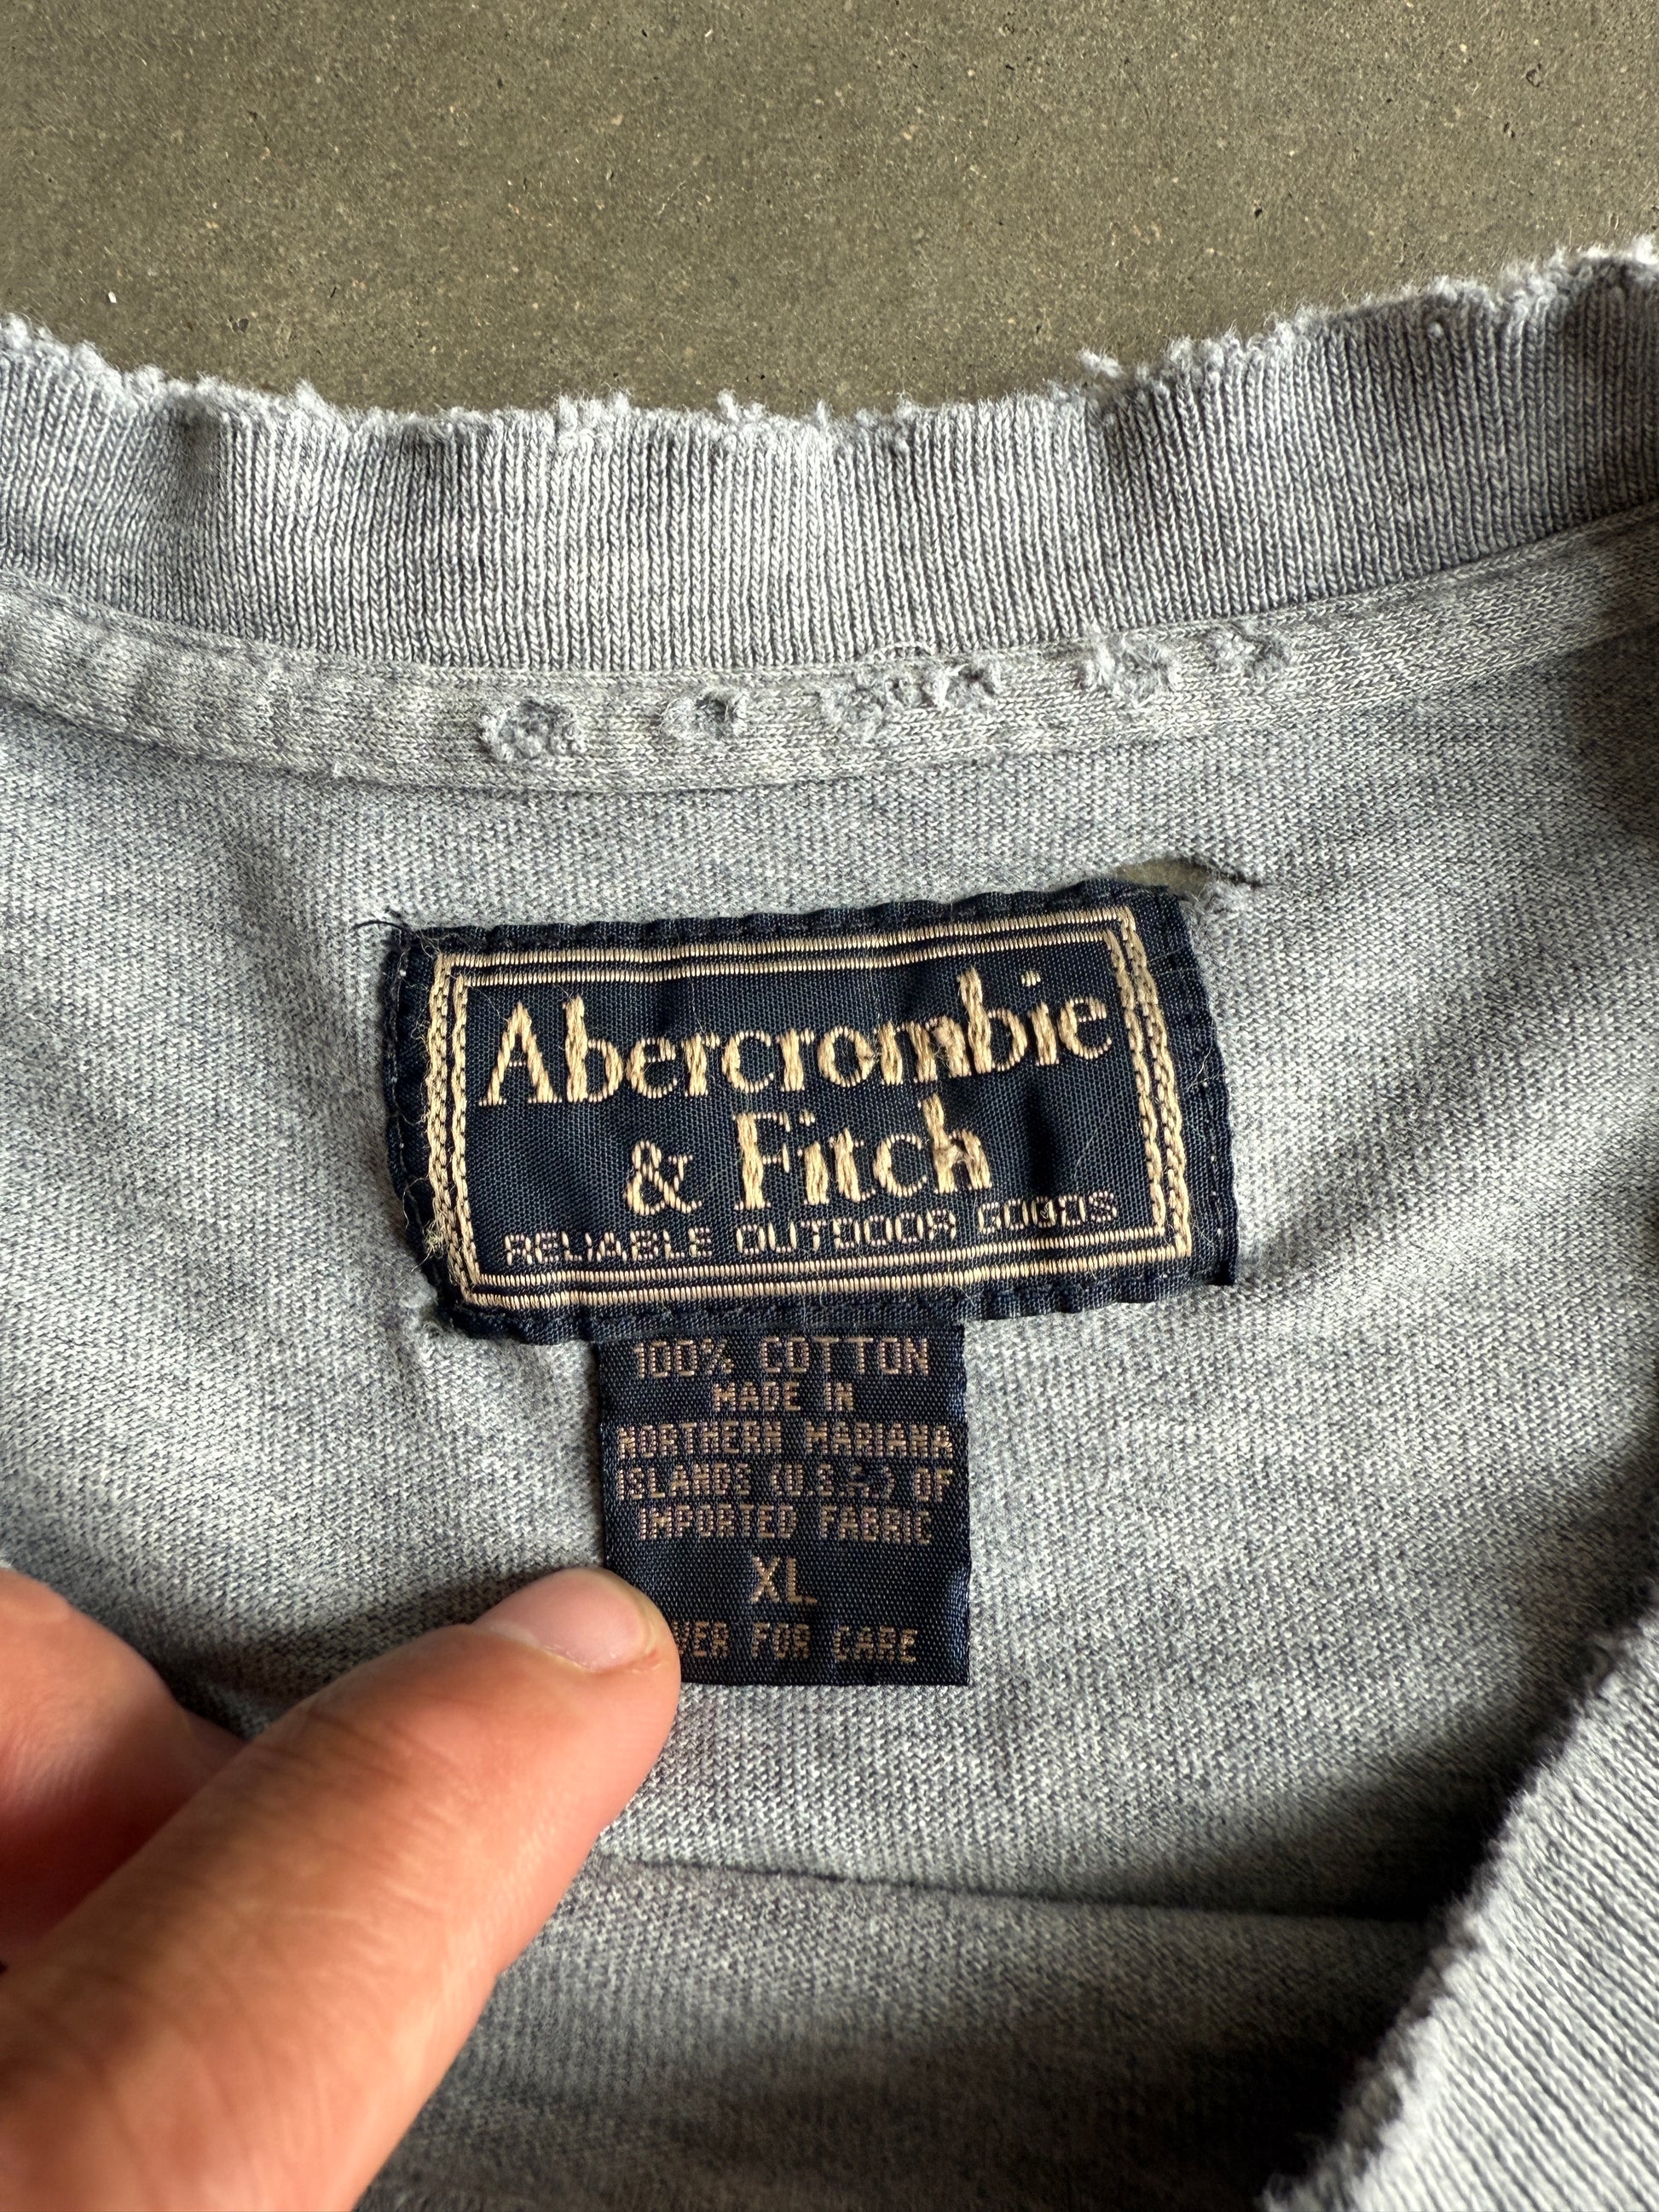 Abercrombie
& Fitch
RELIABLE OUTDOOR GOODS
100% COTTON
MADE IN
NORTHERN MARIANA
ISLANDS (U.S.A.) OF
IMPORTED FABRIC
XL
FOR CARE